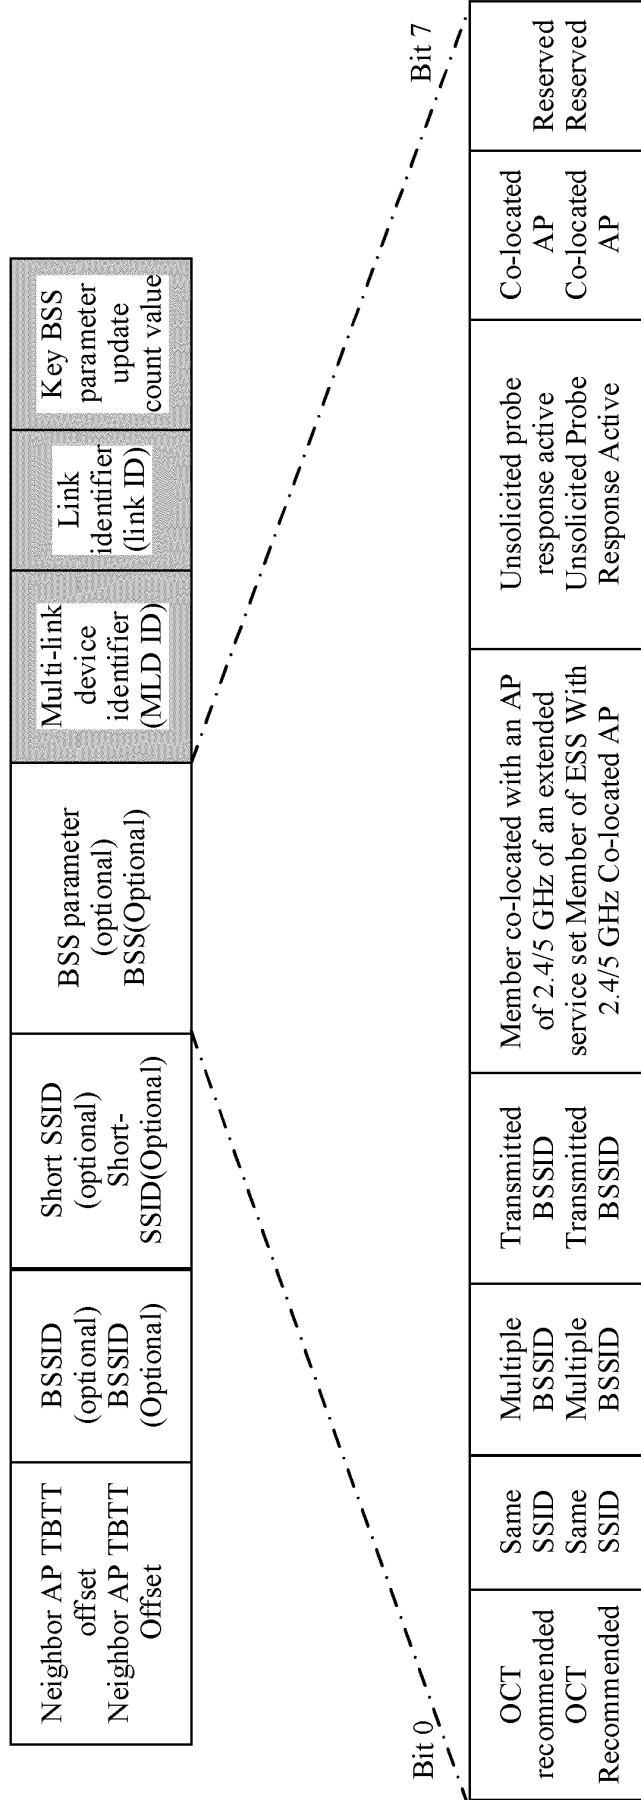 Neighbor AP TBTT
offset
Neighbor AP TBTT
Offset
BSSID
(optional)
BSSID
(Optional)
Short SSID
(optional) Short-
SSID(Optional)
BSS parameter
(optional)
BSS(Optional)
Multi-link
device
identifier
(MLD ID)
Link
identifier
(link ID)
Key BSS
parameter
update
count value
Bit 0
Bit 7
OCT
recommended
OCT
Recommended
Same
SSID
Same
SSID
Multiple
BSSID
Multiple
BSSID
Transmitted
BSSID
Transmitted
BSSID
Member co-located with an AP
of 2.4/5 GHz of an extended
service set Member of ESS With
2.4/5 GHz Co-located AP
Unsolicited probe
response active
Unsolicited Probe
Response Active
Co-located
AP
Co-located
AP
Reserved
Reserved